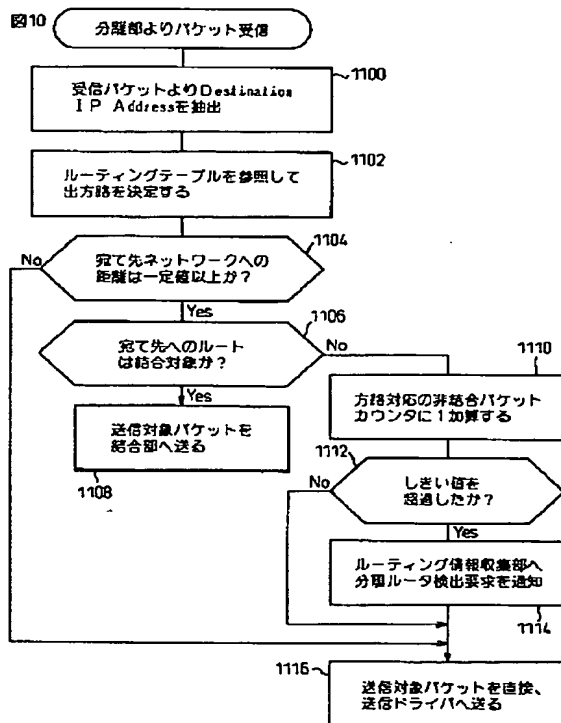 図10
分離部よりパケット受信
1100
受信パケットよりDestination
IP Addressを抽出
1102
ルーティングテーブルを参照して
出方路を決定する
1104
宛て先ネットワークへの
距離は一定値以上か?
No
Yes
1106
宛て先へのルート
は結合対象か?
No
Yes
1110
送信対象パケットを
結合部へ送る
1108
方路対応の非結合パケット
カウンタに1加算する
1112
しきい値を
超過したか?
No
Yes
ルーティング情報収集部へ
分離ルータ検出要求を通知
1114
1116
送信対象パケットを直接、
送信ドライバへ送る